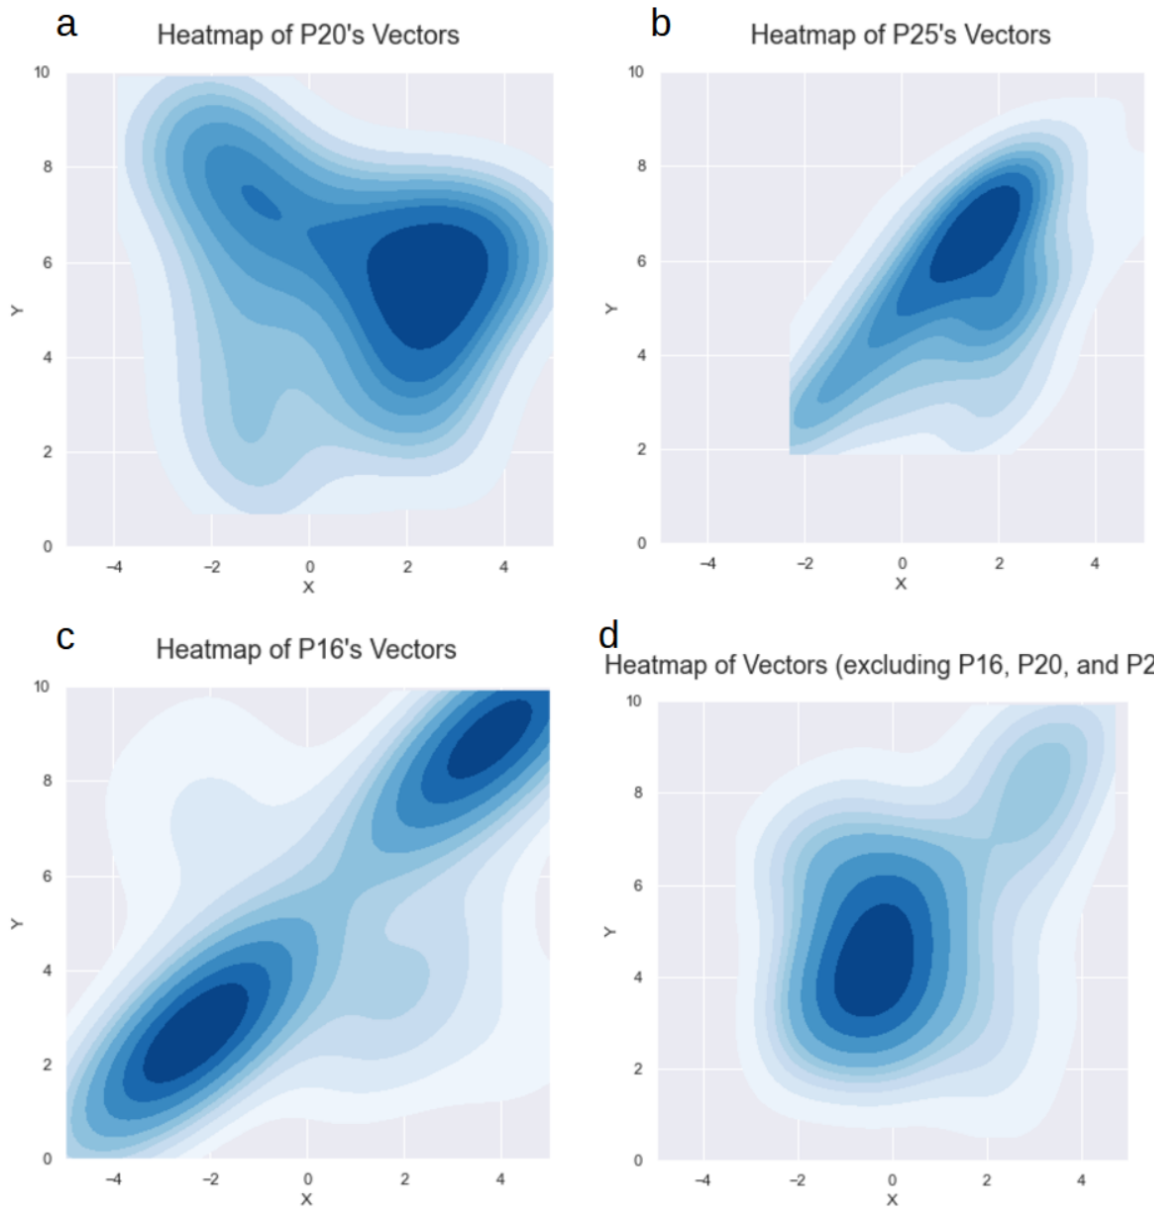 a
Heatmap of P20's Vectors
10
8
6
4
2
0
Y
−4 −2 0 2 4
X
b
Heatmap of P25's Vectors
10
8
6
4
2
0
Y
−4 −2 0 2 4
X
c
Heatmap of P16's Vectors
10
8
6
4
2
0
Y
−4 −2 0 2 4
X
d
Heatmap of Vectors (excluding P16, P20, and P2
10
8
6
4
2
0
Y
−4 −2 0 2 4
X